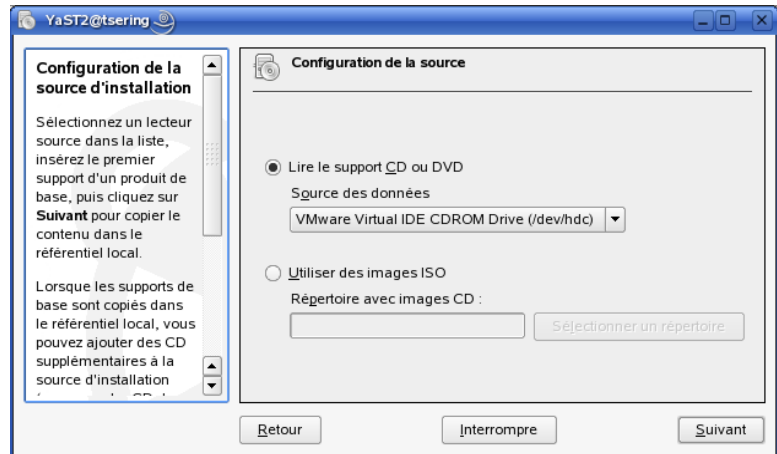 YaST2@tsering
Configuration de la
source d'installation
Sélectionnez un lecteur
source dans la liste,
insérez le premier
support d'un produit de
base, puis cliquez sur
Suivant pour copier le
contenu dans le
référentiel local.
Lorsque les supports de
base sont copiés dans
le référentiel local, vous
pouvez ajouter des CD
supplémentaires à la
source d'installation
Configuration de la source
Lire le support CD ou DVD
Source des données
VMware Virtual IDE CDROM Drive (/dev/hdc)
Utiliser des images ISO
Répertoire avec images CD :
Sélectionner un répertoire
Retour
Interrompre
Suivant